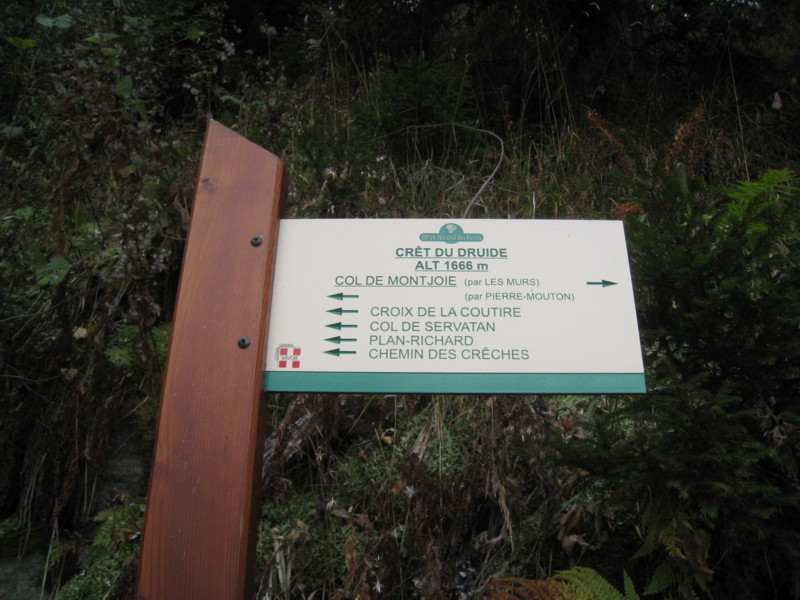 CRÊT DU DRUIDE
ALT 1666 m
COL DE MONTJOIE (par LES MURS)
(par PIERRE-MOUTON)
CROIX DE LA COUTIRE
COL DE SERVATAN
PLAN-RICHARD
CHEMIN DES CRÊCHES
SAVOIE